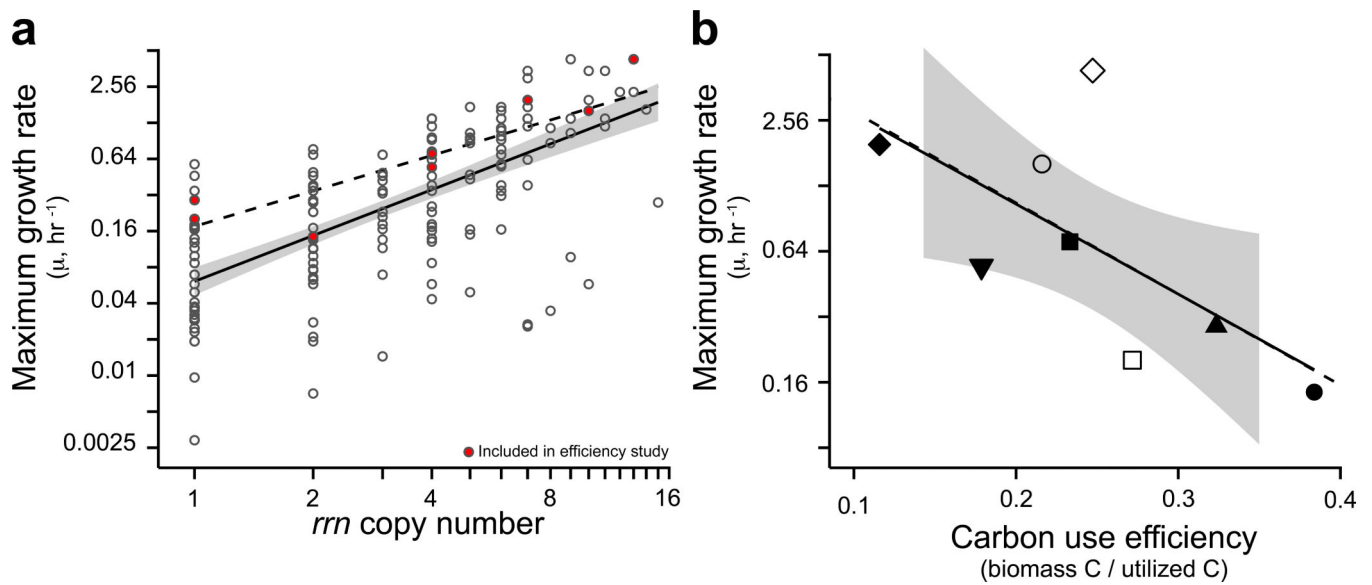 a
Maximum growth rate
(μ, hr⁻¹)
2.56
0.64
0.16
0.04
0.01
0.0025
1
2
4
8
16
Included in efficiency study
rrn copy number
b
Maximum growth rate
(μ, hr⁻¹)
2.56
0.64
0.16
0.1
0.2
0.3
0.4
Carbon use efficiency
(biomass C / utilized C)